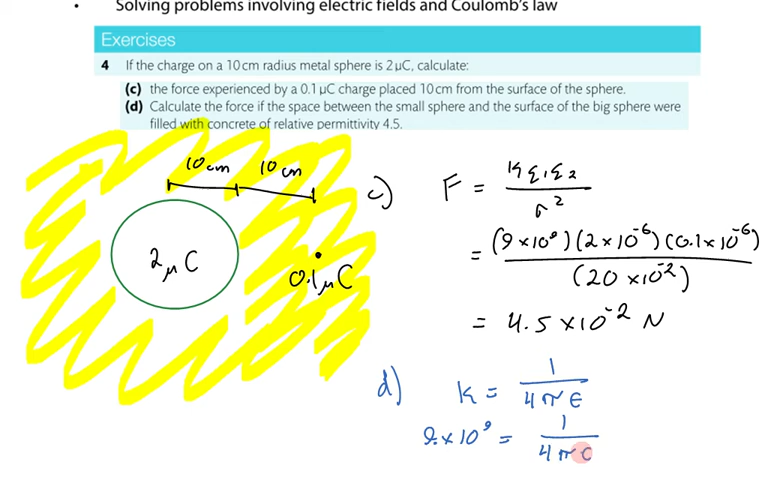 • Solving problems involving electric fields and Coulomb's law
Exercises
4 If the charge on a 10 cm radius metal sphere is 2 μC, calculate:
(c) the force experienced by a 0.1 μC charge placed 10 cm from the surface of the sphere.
(d) Calculate the force if the space between the small sphere and the surface of the big sphere were
filled with concrete of relative permittivity 4.5.
10cm 10cm
2μC
0.1μC
c) F = kq₁q₂ / r²
= (9×10⁹)(2×10⁻⁶)(0.1×10⁻⁶) / (20×10⁻²)
= 4.5×10⁻² N
d) k = 1 / 4πε
9×10⁹ = 1 / 4π